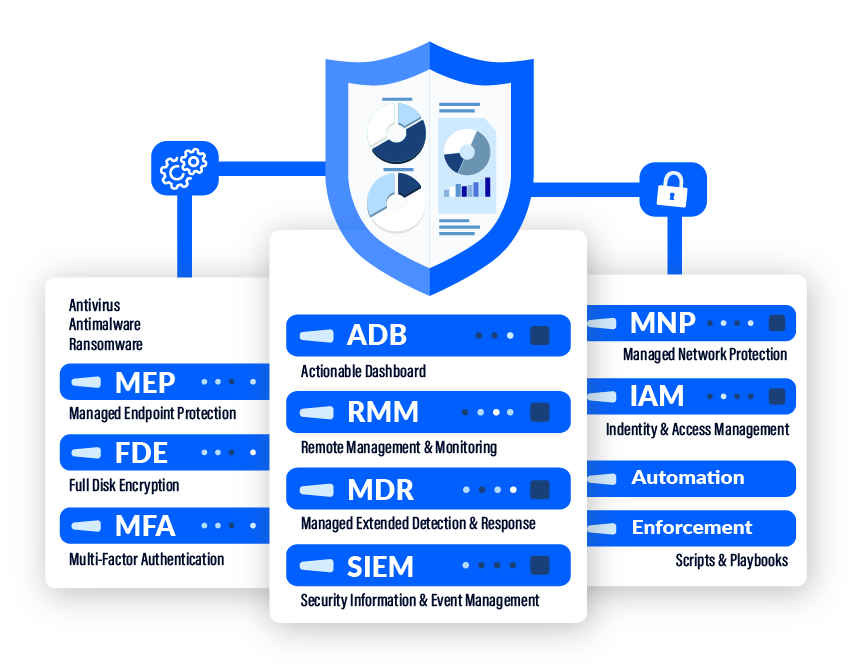 Antivirus
Antimalware
Ransomware
MEP
Managed Endpoint Protection
FDE
Full Disk Encryption
MFA
Multi-Factor Authentication
ADB
Actionable Dashboard
RMM
Remote Management & Monitoring
MDR
Managed Extended Detection & Response
SIEM
Security Information & Event Management
MNP
Managed Network Protection
IAM
Indentity & Access Management
Automation
Enforcement
Scripts & Playbooks